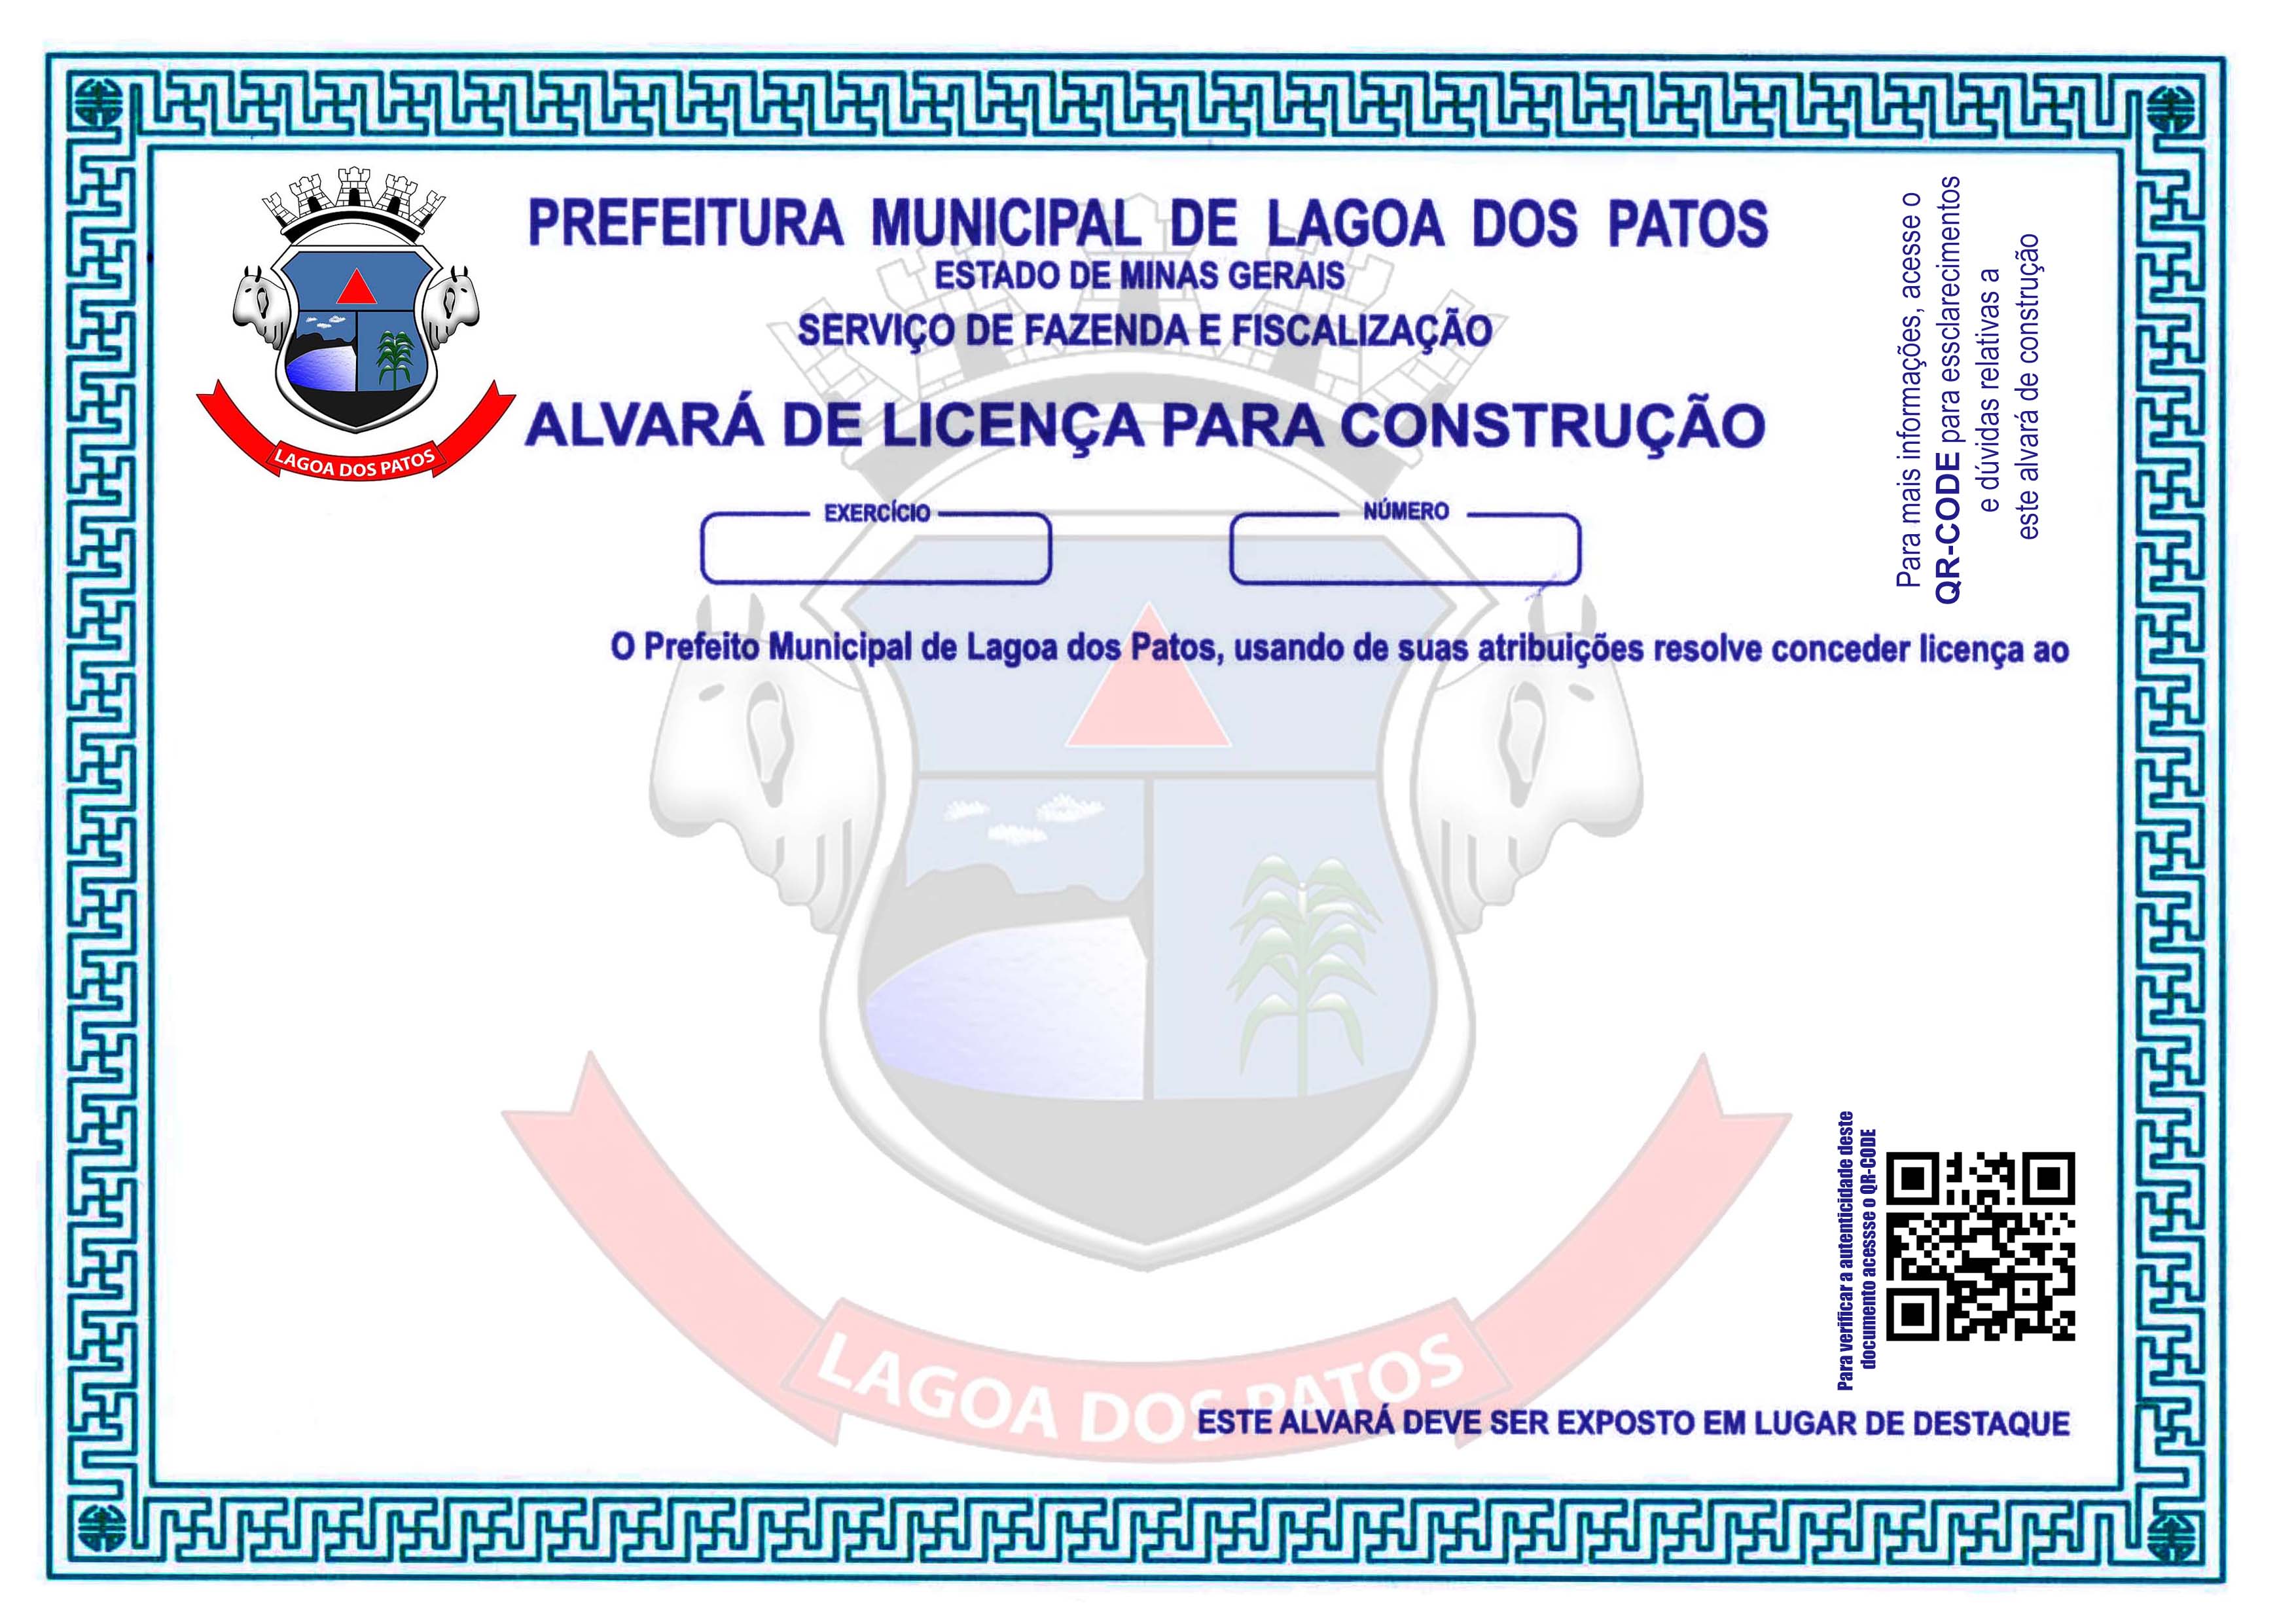 PREFEITURA MUNICIPAL DE LAGOA DOS PATOS
ESTADO DE MINAS GERAIS
SERVIÇO DE FAZENDA E FISCALIZAÇÃO
ALVARÁ DE LICENÇA PARA CONSTRUÇÃO
LAGOA DOS PATOS
EXERCÍCIO
NÚMERO
Para mais informações, acesse o
QR-CODE para essclarecimentos
e dúvidas relativas a
este alvará de construção
O Prefeito Municipal de Lagoa dos Patos, usando de suas atribuições resolve conceder licença ao
Para verificar a autenticidade deste
documento acessse o QR-CODE
LAGOA DOS PATOS
ESTE ALVARÁ DEVE SER EXPOSTO EM LUGAR DE DESTAQUE